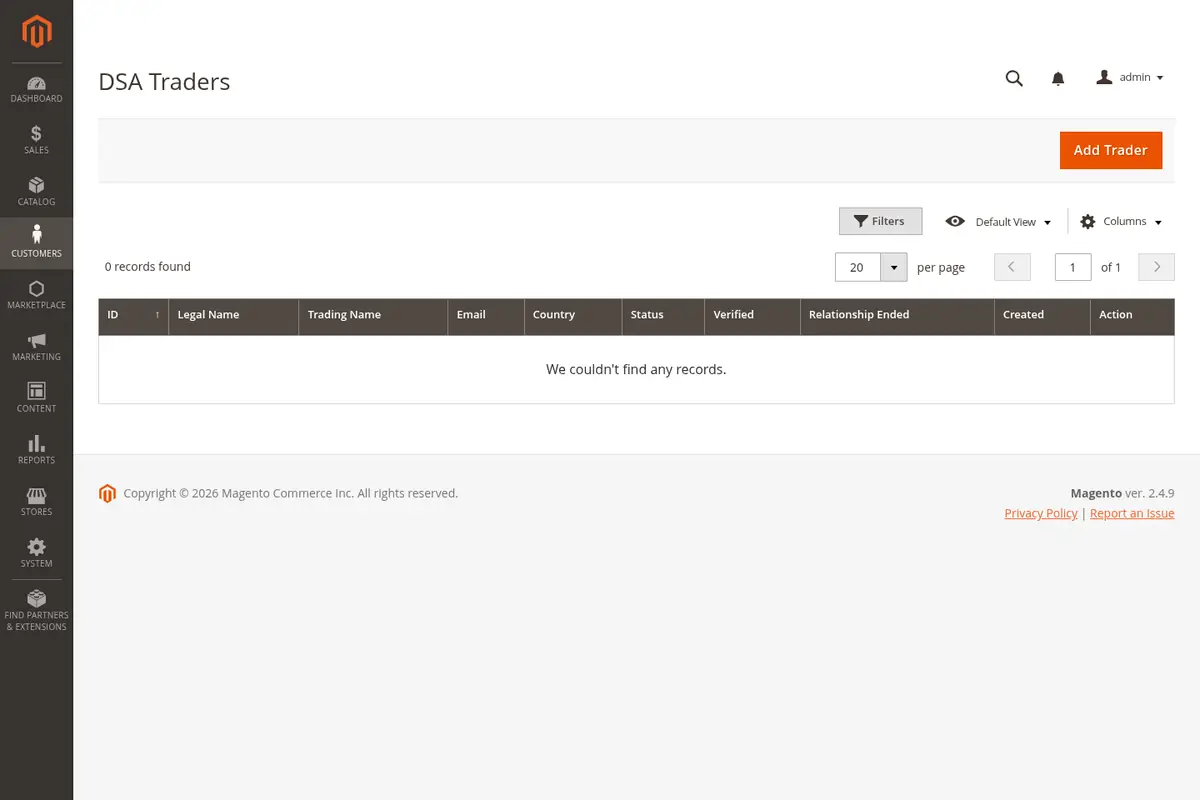 DSA Traders
admin
DASHBOARD
SALES
CATALOG
CUSTOMERS
MARKETPLACE
MARKETING
CONTENT
REPORTS
STORES
SYSTEM
FIND PARTNERS
& EXTENSIONS
Add Trader
Filters Default View Columns
0 records found 20 per page 1 of 1
ID ↑ Legal Name Trading Name Email Country Status Verified Relationship Ended Created Action
We couldn't find any records.
Copyright © 2026 Magento Commerce Inc. All rights reserved.
Magento ver. 2.4.9
Privacy Policy | Report an Issue